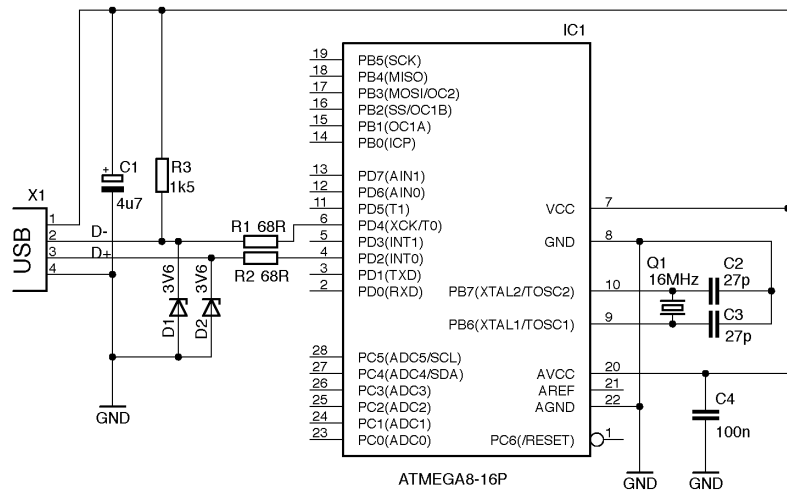 IC1
19 PB5(SCK)
18 PB4(MISO)
17 PB3(MOSI/OC2)
16 PB2(SS/OC1B)
15 PB1(OC1A)
14 PB0(ICP)
13 PD7(AIN1)
12 PD6(AIN0)
11 PD5(T1)
6 PD4(XCK/T0)
5 PD3(INT1)
4 PD2(INT0)
3 PD1(TXD)
2 PD0(RXD)
28 PC5(ADC5/SCL)
27 PC4(ADC4/SDA)
26 PC3(ADC3)
25 PC2(ADC2)
24 PC1(ADC1)
23 PC0(ADC0)
VCC 7
GND 8
PB7(XTAL2/TOSC2) 10
PB6(XTAL1/TOSC1) 9
AVCC 20
AREF 21
AGND 22
PC6(/RESET) 1
ATMEGA8-16P
X1
USB
1
2
3
4
D-
D+
+
C1
4u7
R3
1k5
R1 68R
R2 68R
3V6
D1
3V6
D2
GND
Q1
16MHz
C2
27p
C3
27p
C4
100n
GND
GND